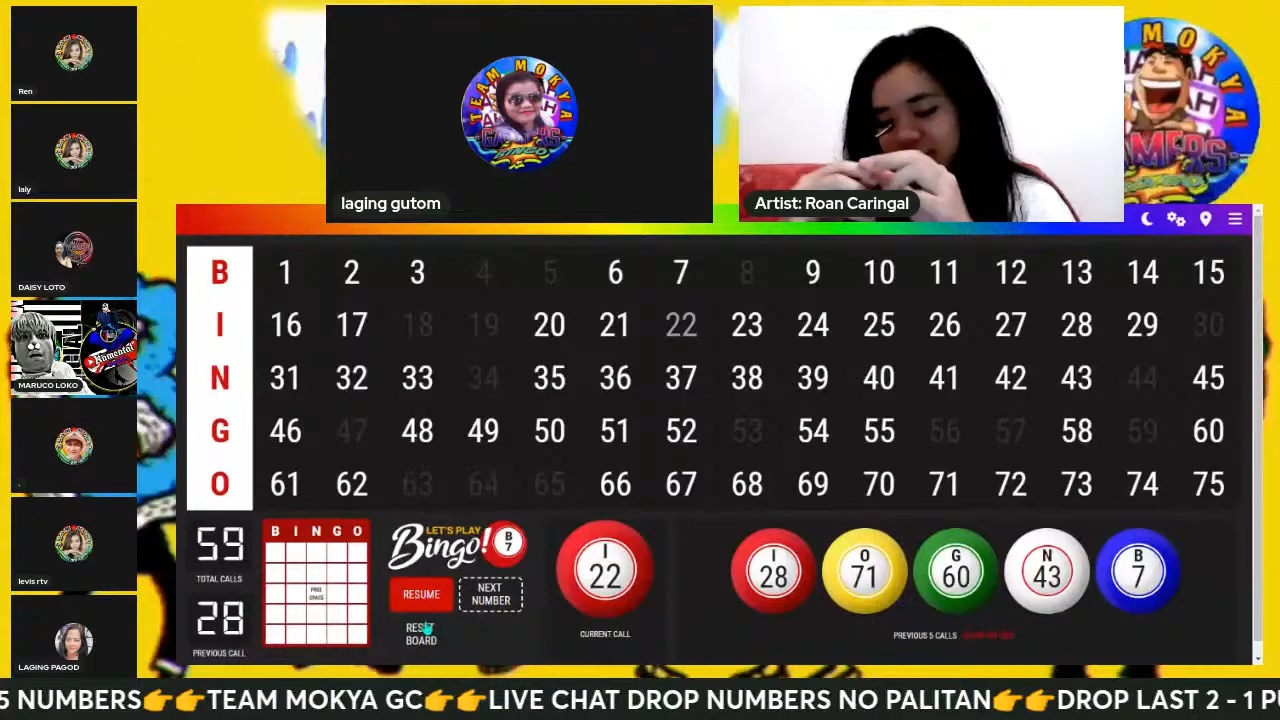 Ren
laly
DAISY LOTO
Kamentol
MARUCO LOKO
.
levis rtv
LAGING PAGOD
TEAM MOKYA
GAMERS
BINGO
laging gutom
Artist: Roan Caringal
MOKYA
B 1 2 3 4 5 6 7 8 9 10 11 12 13 14 15
I 16 17 18 19 20 21 22 23 24 25 26 27 28 29 30
N 31 32 33 34 35 36 37 38 39 40 41 42 43 44 45
G 46 47 48 49 50 51 52 53 54 55 56 57 58 59 60
O 61 62 63 64 65 66 67 68 69 70 71 72 73 74 75
59
TOTAL CALLS
28
PREVIOUS CALL
B I N G O
FREE
SPACE
LET'S PLAY
Bingo!
B
7
RESUME
NEXT
NUMBER
RESET
BOARD
I
22
CURRENT CALL
I
28
O
71
G
60
N
43
B
7
PREVIOUS 5 CALLS
5 NUMBERS👉👉TEAM MOKYA GC👉👉LIVE CHAT DROP NUMBERS NO PALITAN👉👉DROP LAST 2 - 1 P